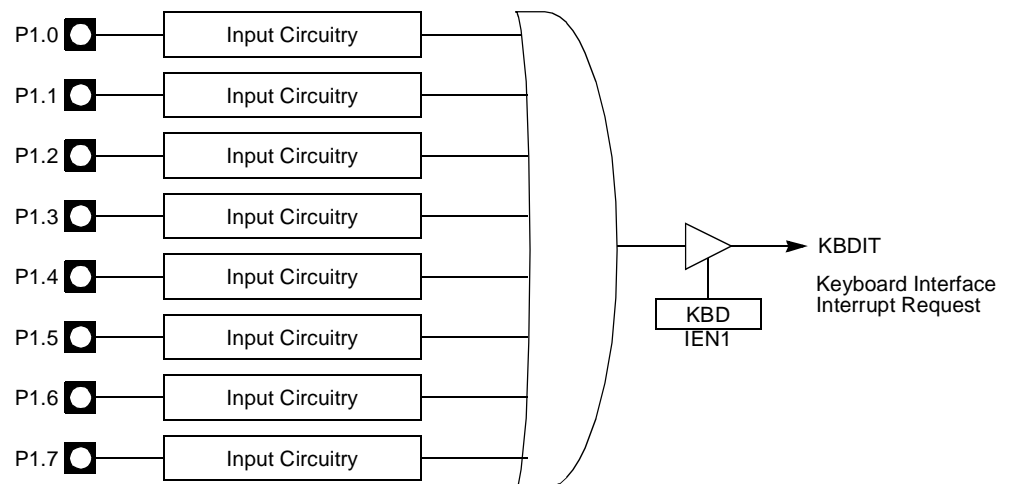 P1.0 Input Circuitry
P1.1 Input Circuitry
P1.2 Input Circuitry
P1.3 Input Circuitry
P1.4 Input Circuitry
P1.5 Input Circuitry
P1.6 Input Circuitry
P1.7 Input Circuitry
KBDIT
Keyboard Interface
Interrupt Request
KBD
IEN1